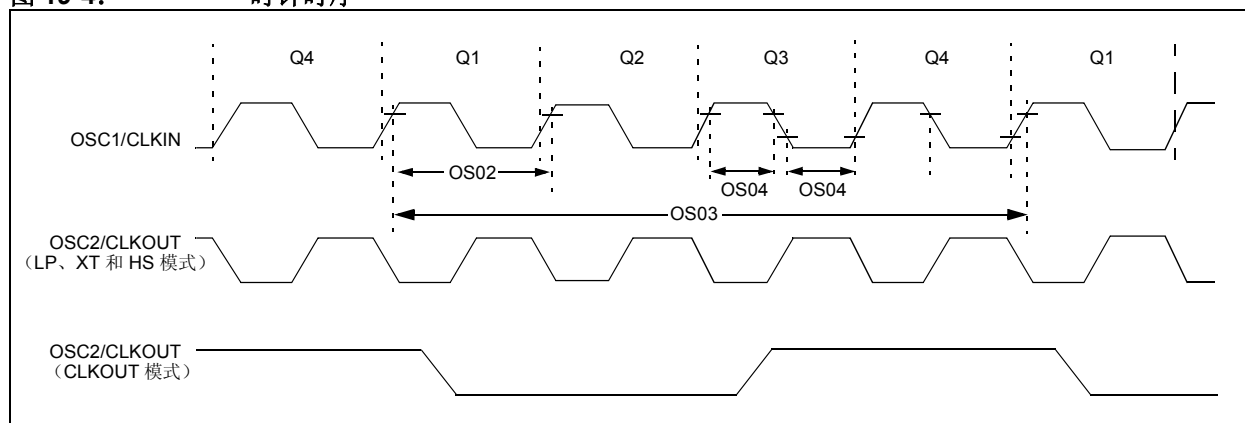 Q4 Q1 Q2 Q3 Q4 Q1
OSC1/CLKIN
OS02
OS04
OS04
OS03
OSC2/CLKOUT
（LP、XT 和 HS 模式）
OSC2/CLKOUT
（CLKOUT 模式）